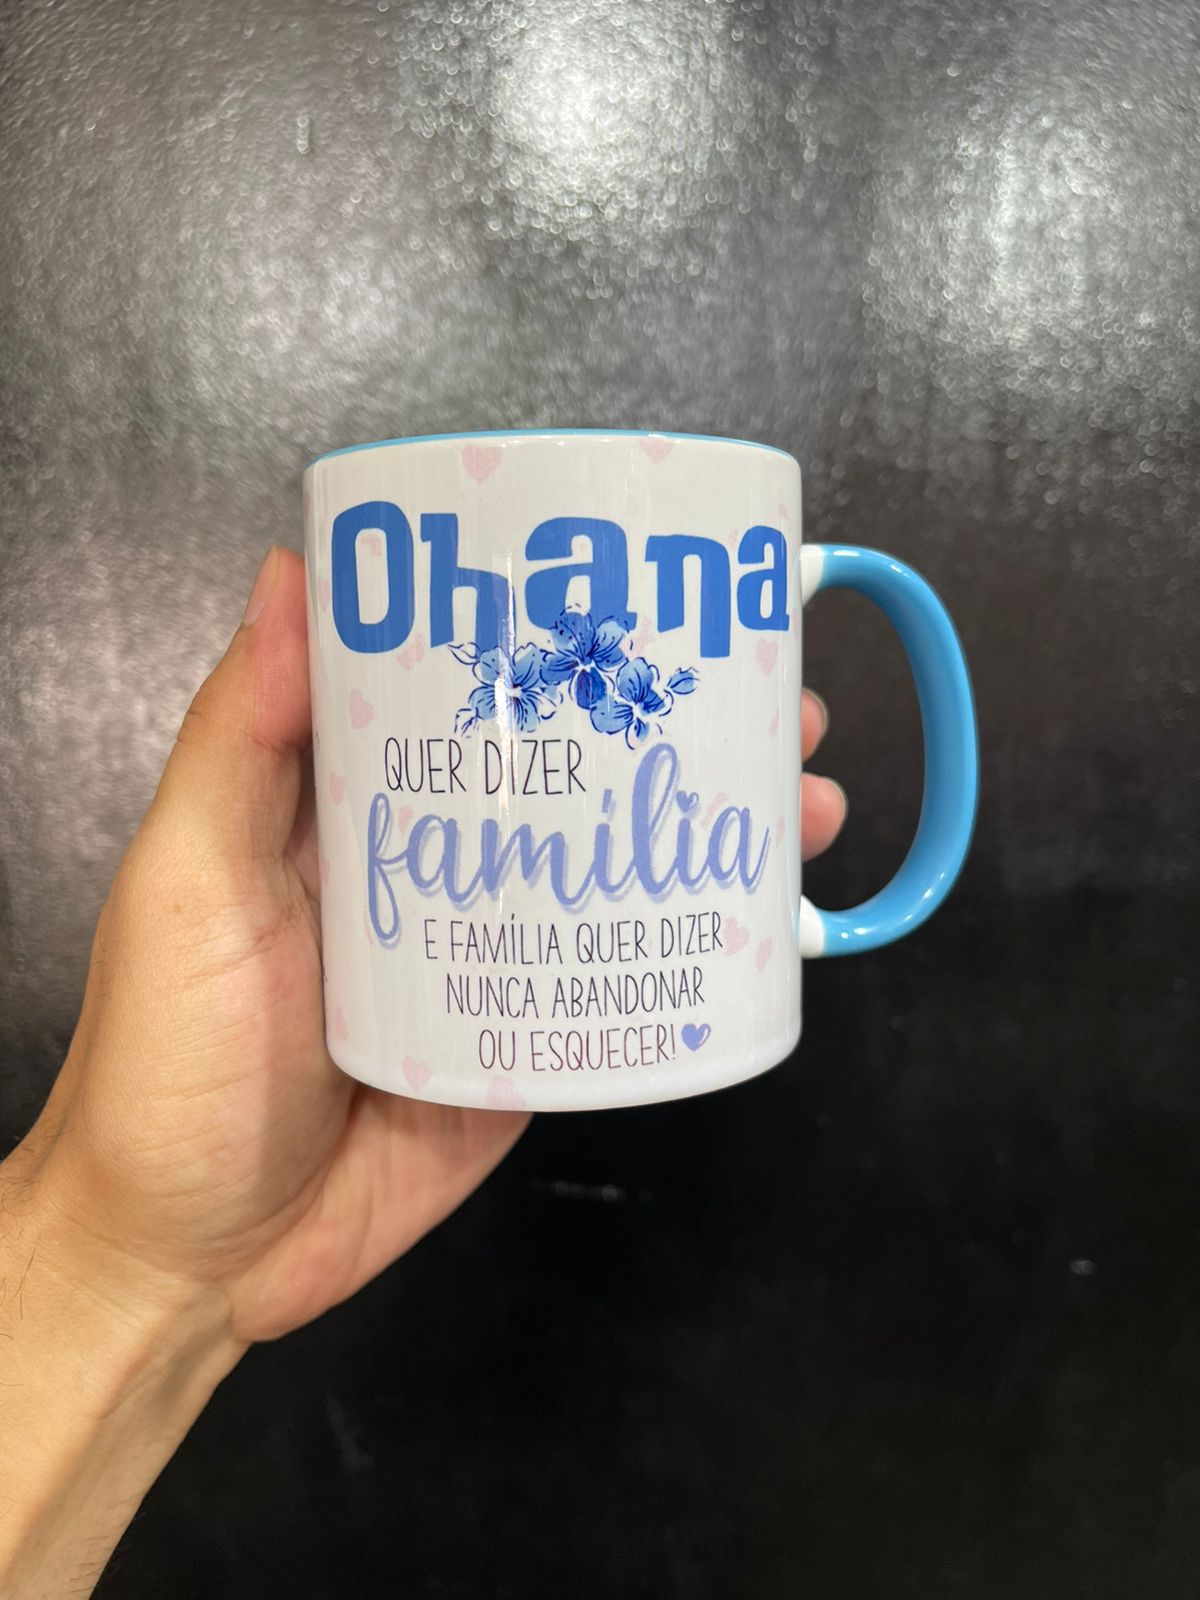 Ohana
QUER DIZER
família
E FAMÍLIA QUER DIZER
NUNCA ABANDONAR
OU ESQUECER!